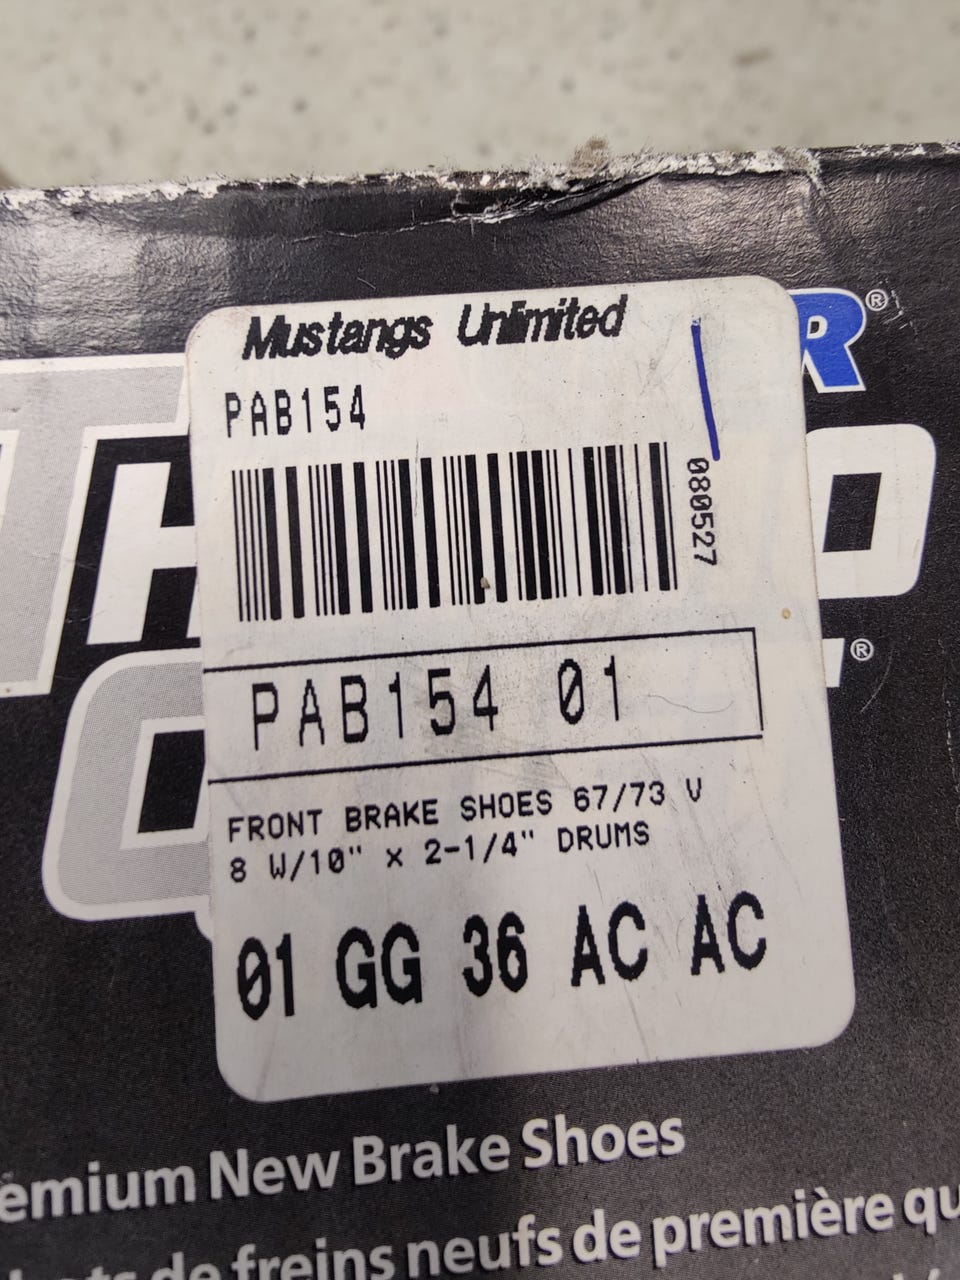 Mustangs Unlimited
R®
PAB154
080527
PAB154 01
®
FRONT BRAKE SHOES 67/73 V
8 W/10" x 2-1/4" DRUMS
01 GG 36 AC AC
emium New Brake Shoes
de freins neufs de première qu